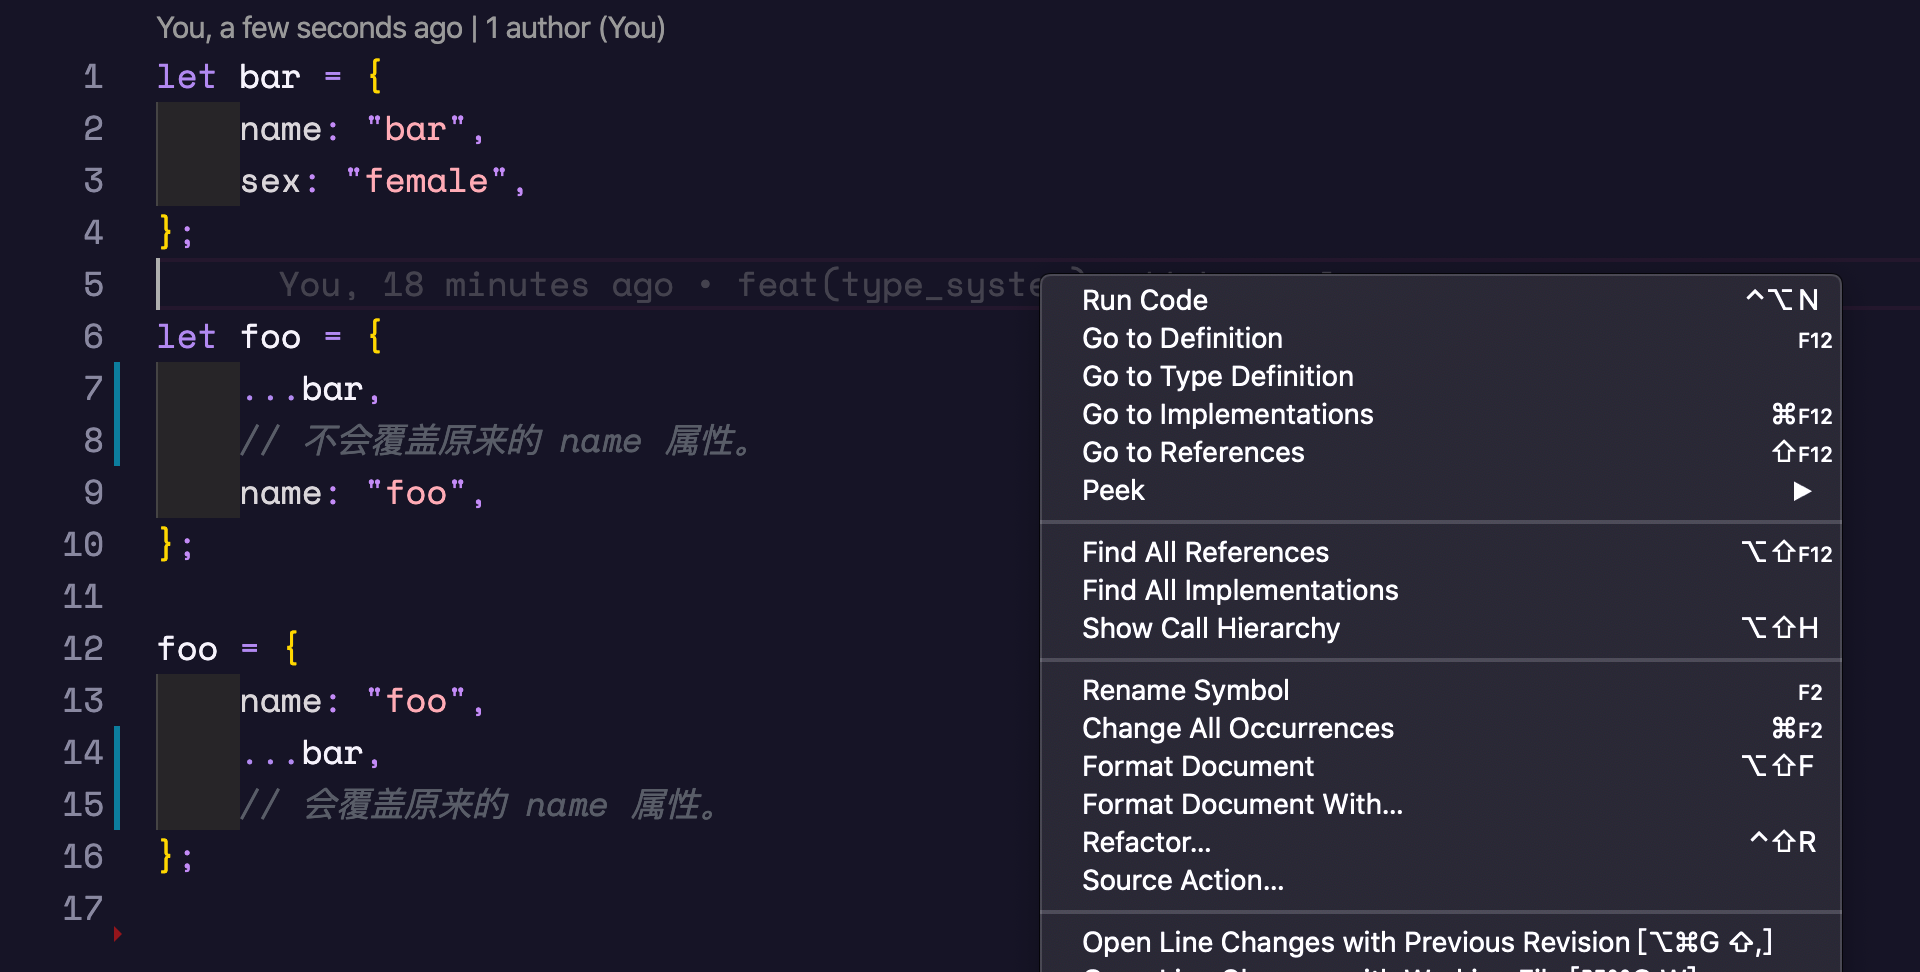 You, a few seconds ago | 1 author (You)
1 let bar = {
2 name: "bar",
3 sex: "female",
4 };
5 You, 18 minutes ago • feat(type_syste
6 let foo = {
7 ...bar,
8 // 不会覆盖原来的 name 属性。
9 name: "foo",
10 };
11
12 foo = {
13 name: "foo",
14 ...bar,
15 // 会覆盖原来的 name 属性。
16 };
17
Run Code ^⌥N
Go to Definition F12
Go to Type Definition
Go to Implementations ⌘F12
Go to References ⇧F12
Peek ▶
Find All References ⌥⇧F12
Find All Implementations
Show Call Hierarchy ⌥⇧H
Rename Symbol F2
Change All Occurrences ⌘F2
Format Document ⌥⇧F
Format Document With...
Refactor... ^⇧R
Source Action...
Open Line Changes with Previous Revision [⌥⌘G ⇧,]